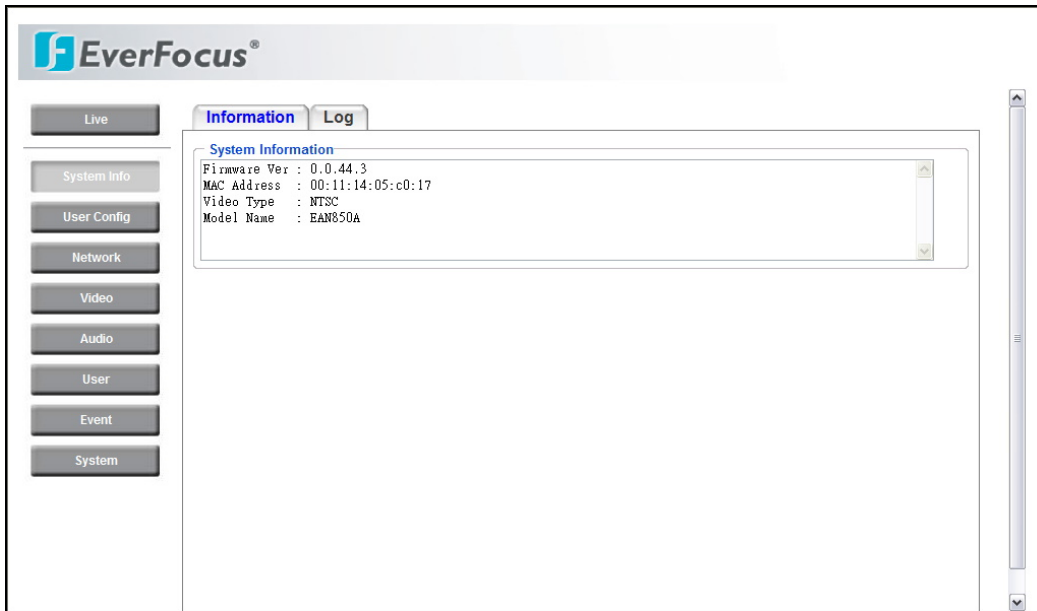 EverFocus®
Live
System Info
User Config
Network
Video
Audio
User
Event
System
Information
Log
System Information
Firmware Ver : 0.0.44.3
MAC Address : 00:11:14:05:c0:17
Video Type : NTSC
Model Name : EAN850A